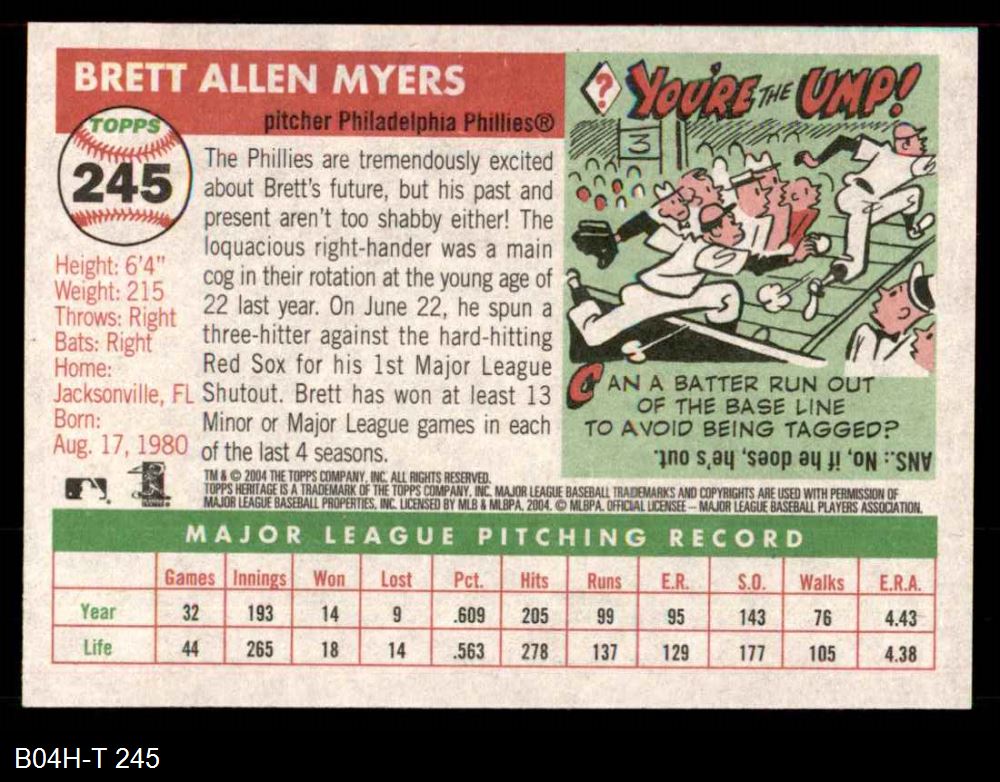 BRETT ALLEN MYERS
pitcher Philadelphia Phillies®
TOPPS
245
Height: 6'4"
Weight: 215
Throws: Right
Bats: Right
Home:
Jacksonville, FL
Born:
Aug. 17, 1980
The Phillies are tremendously excited
about Brett's future, but his past and
present aren't too shabby either! The
loquacious right-hander was a main
cog in their rotation at the young age of
22 last year. On June 22, he spun a
three-hitter against the hard-hitting
Red Sox for his 1st Major League
Shutout. Brett has won at least 13
Minor or Major League games in each
of the last 4 seasons.
? YOU'RE THE UMP!
3
CAN A BATTER RUN OUT
OF THE BASE LINE
TO AVOID BEING TAGGED?
ANS.: No, if he does, he's out.
TM & © 2004 THE TOPPS COMPANY, INC. ALL RIGHTS RESERVED.
TOPPS HERITAGE IS A TRADEMARK OF THE TOPPS COMPANY, INC. MAJOR LEAGUE BASEBALL TRADEMARKS AND COPYRIGHTS ARE USED WITH PERMISSION OF
MAJOR LEAGUE BASEBALL PROPERTIES, INC. LICENSED BY MLB & MLBPA, 2004. © MLBPA. OFFICIAL LICENSEE – MAJOR LEAGUE BASEBALL PLAYERS ASSOCIATION.
MAJOR LEAGUE PITCHING RECORD
Games Innings Won Lost Pct. Hits Runs E.R. S.O. Walks E.R.A.
Year 32 193 14 9 .609 205 99 95 143 76 4.43
Life 44 265 18 14 .563 278 137 129 177 105 4.38
B04H-T 245